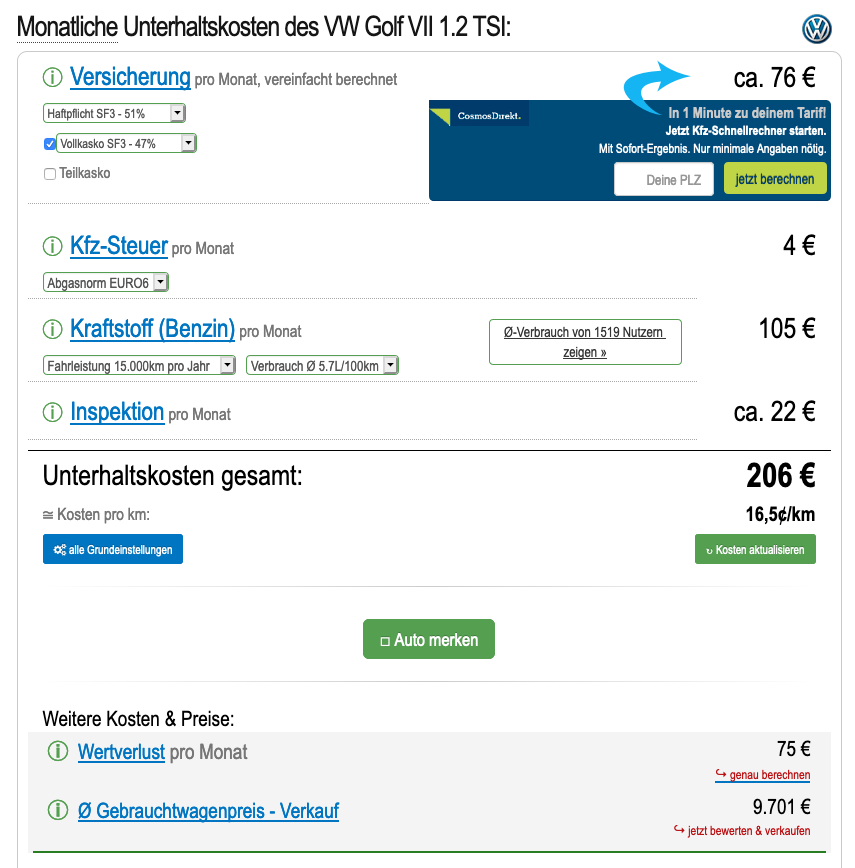 Monatliche Unterhaltskosten des VW Golf VII 1.2 TSI:
Versicherung pro Monat, vereinfacht berechnet
ca. 76 €
Haftpflicht SF3 - 51%
Vollkasko SF3 - 47%
Teilkasko
CosmosDirekt.
In 1 Minute zu deinem Tarif!
Jetzt Kfz-Schnellrechner starten.
Mit Sofort-Ergebnis. Nur minimale Angaben nötig.
Deine PLZ
jetzt berechnen
Kfz-Steuer pro Monat
4 €
Abgasnorm EURO6
Kraftstoff (Benzin) pro Monat
105 €
Fahrleistung 15.000km pro Jahr
Verbrauch Ø 5.7L/100km
Ø-Verbrauch von 1519 Nutzern
zeigen »
Inspektion pro Monat
ca. 22 €
Unterhaltskosten gesamt:
206 €
≅ Kosten pro km:
16,5¢/km
alle Grundeinstellungen
↻ Kosten aktualisieren
Auto merken
Weitere Kosten & Preise:
Wertverlust pro Monat
75 €
↪ genau berechnen
Ø Gebrauchtwagenpreis - Verkauf
9.701 €
↪ jetzt bewerten & verkaufen